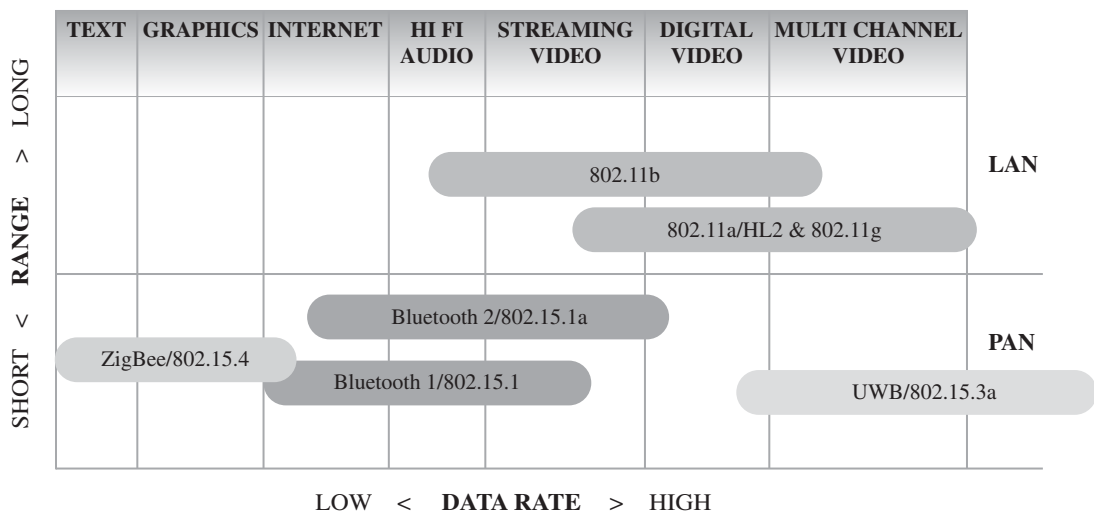 TEXT
GRAPHICS
INTERNET
HI FI
AUDIO
STREAMING
VIDEO
DIGITAL
VIDEO
MULTI CHANNEL
VIDEO
SHORT < RANGE > LONG
802.11b
LAN
802.11a/HL2 & 802.11g
Bluetooth 2/802.15.1a
ZigBee/802.15.4
PAN
Bluetooth 1/802.15.1
UWB/802.15.3a
LOW < DATA RATE > HIGH